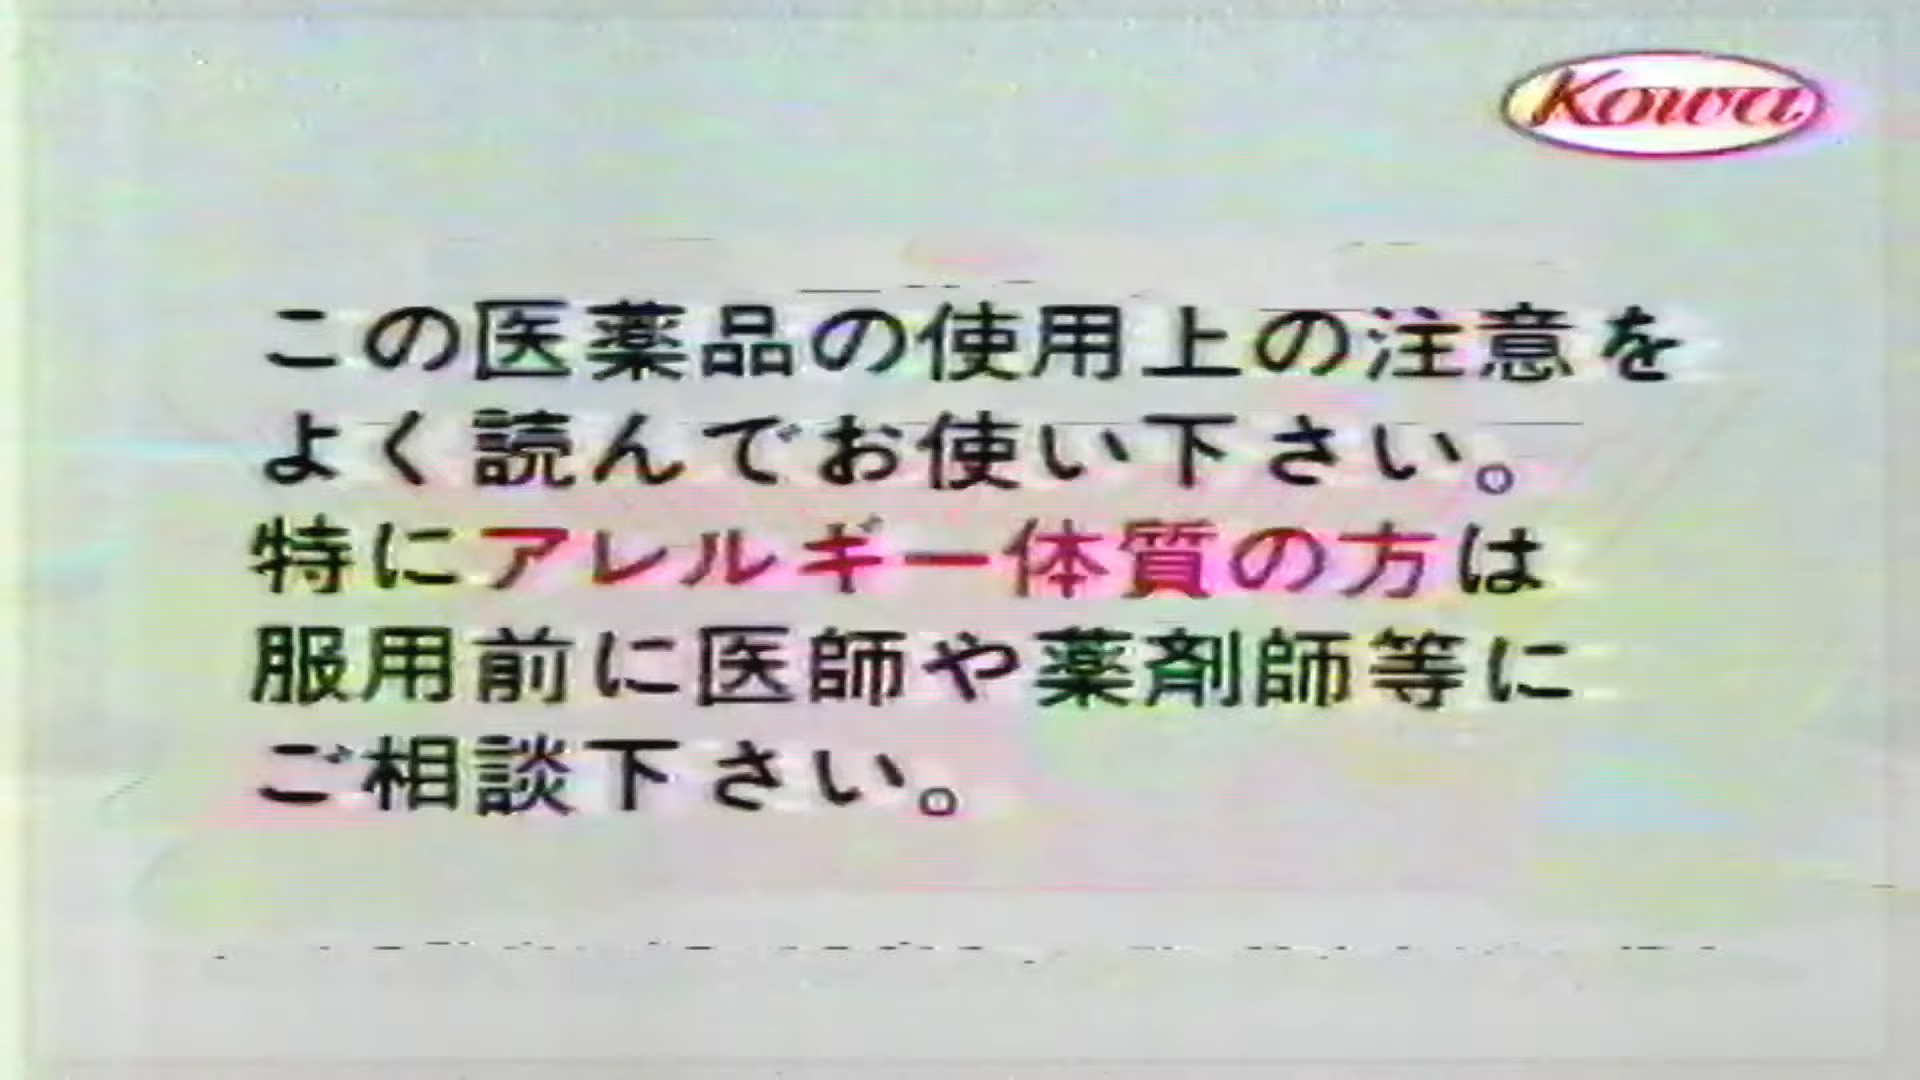 Kowa
この医薬品の使用上の注意を
よく読んでお使い下さい。
特にアレルギー体質の方は
服用前に医師や薬剤師等に
ご相談下さい。